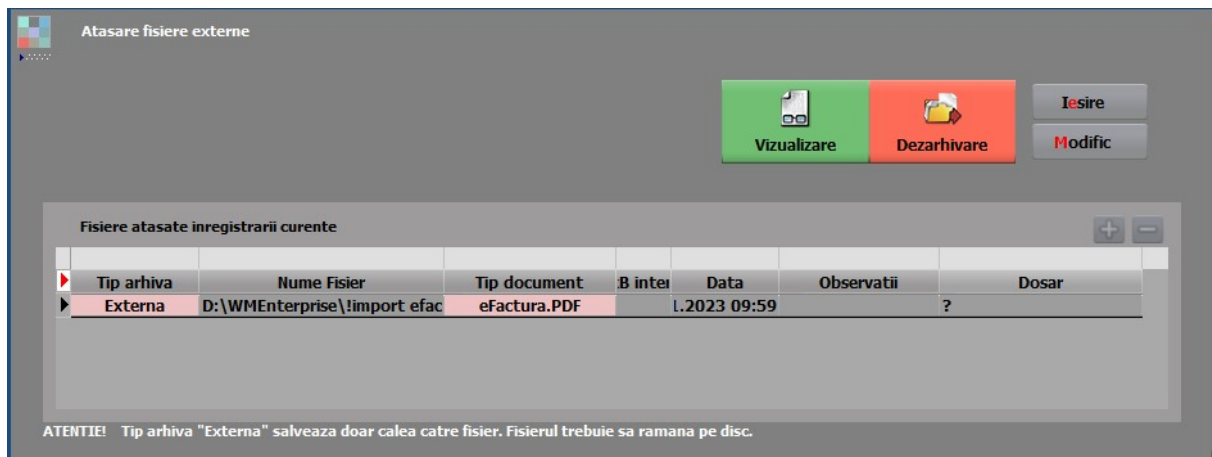 Atasare fisiere externe
Vizualizare
Dezarhivare
Iesire
Modific
Fisiere atasate inregistrarii curente
Tip arhiva Nume Fisier Tip document :B inter Data Observatii Dosar
Externa D:\WMEnterprise\!import efac eFactura.PDF 1.2023 09:59 ?
ATENTIE! Tip arhiva "Externa" salveaza doar calea catre fisier. Fisierul trebuie sa ramana pe disc.